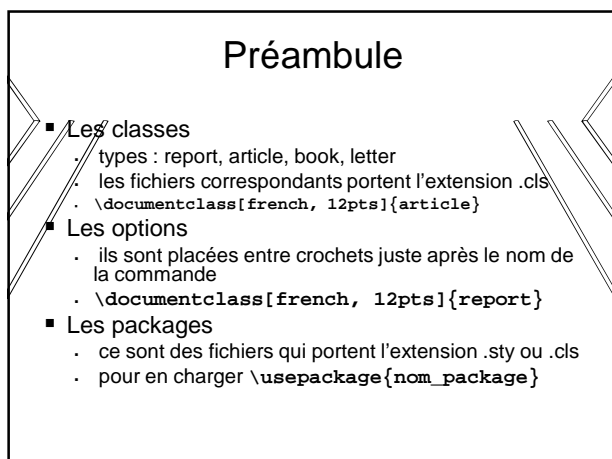 Préambule
▪ Les classes
. types : report, article, book, letter
. les fichiers correspondants portent l'extension .cls
. \documentclass[french, 12pts]{article}
▪ Les options
. ils sont placées entre crochets juste après le nom de
la commande
. \documentclass[french, 12pts]{report}
▪ Les packages
. ce sont des fichiers qui portent l'extension .sty ou .cls
. pour en charger \usepackage{nom_package}